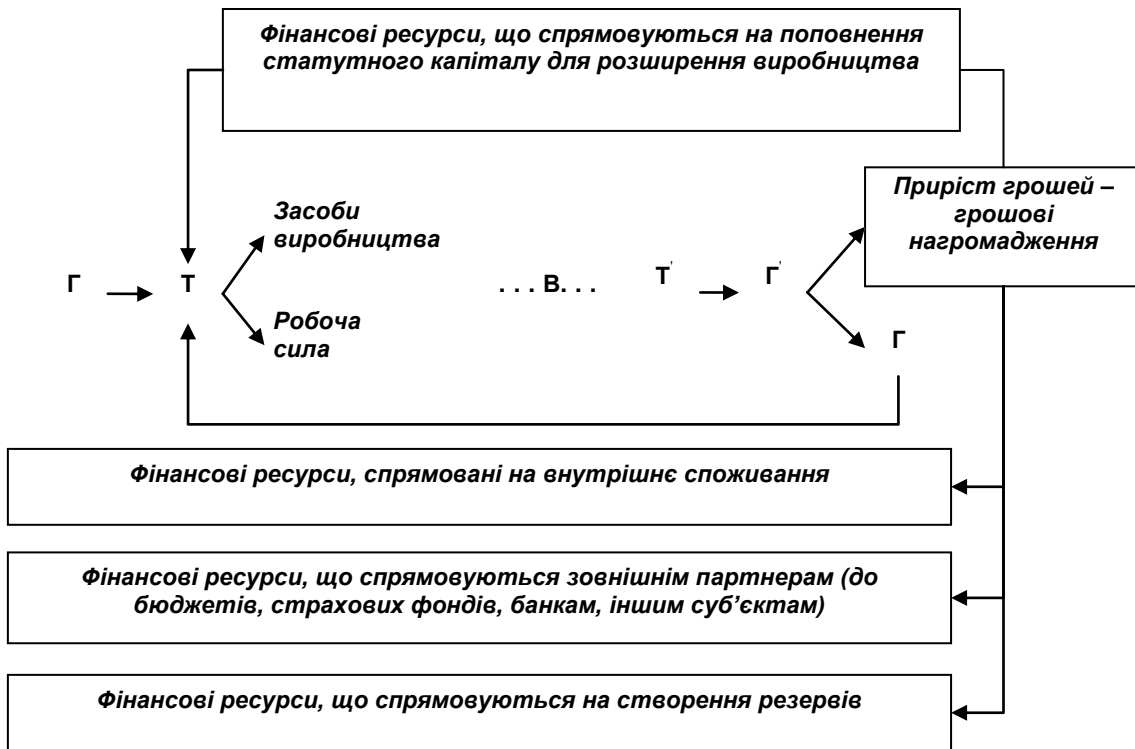 Фінансові ресурси, що спрямовуються на поповнення
статутного капіталу для розширення виробництва
Приріст грошей –
грошові
нагромадження
Засоби
виробництва
Г Т . . . В. . . Т' Г'
Робоча
сила
Г
Фінансові ресурси, спрямовані на внутрішнє споживання
Фінансові ресурси, що спрямовуються зовнішнім партнерам (до
бюджетів, страхових фондів, банкам, іншим суб’єктам)
Фінансові ресурси, що спрямовуються на створення резервів